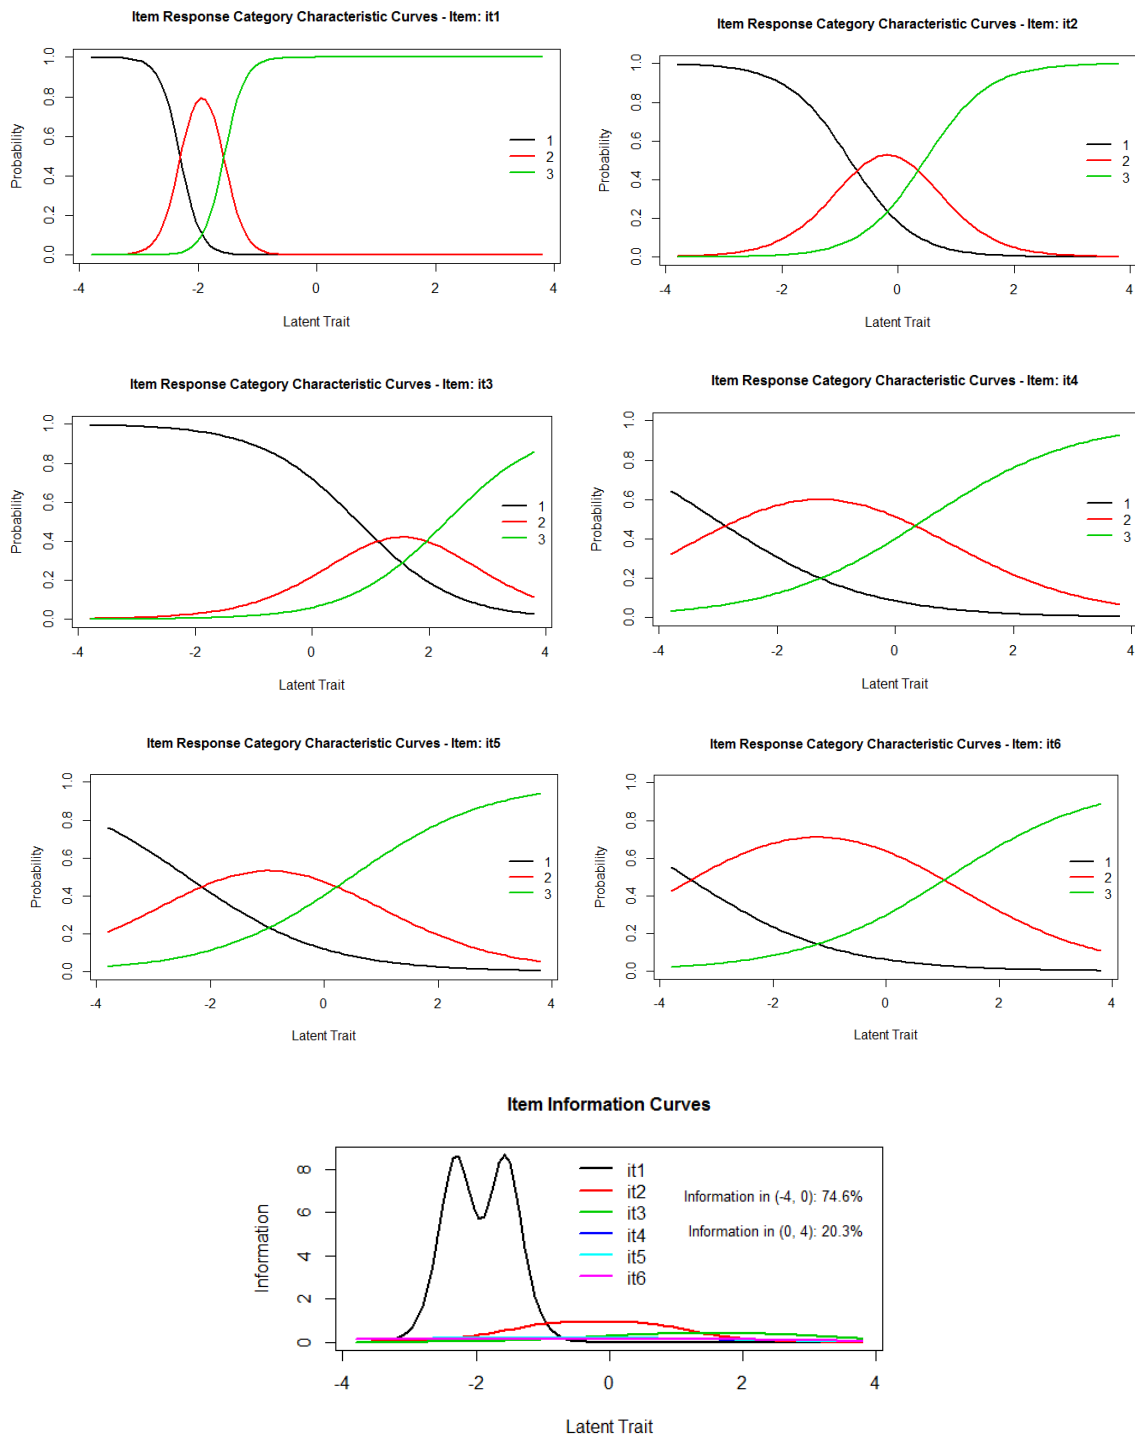 Item Response Category Characteristic Curves - Item: it1
Probability
0.0 0.2 0.4 0.6 0.8 1.0
1
2
3
-4 -2 0 2 4
Latent Trait
Item Response Category Characteristic Curves - Item: it2
Probability
0.0 0.2 0.4 0.6 0.8 1.0
1
2
3
-4 -2 0 2 4
Latent Trait
Item Response Category Characteristic Curves - Item: it3
Probability
0.0 0.2 0.4 0.6 0.8 1.0
1
2
3
-4 -2 0 2 4
Latent Trait
Item Response Category Characteristic Curves - Item: it4
Probability
0.0 0.2 0.4 0.6 0.8 1.0
1
2
3
-4 -2 0 2 4
Latent Trait
Item Response Category Characteristic Curves - Item: it5
Probability
0.0 0.2 0.4 0.6 0.8 1.0
1
2
3
-4 -2 0 2 4
Latent Trait
Item Response Category Characteristic Curves - Item: it6
Probability
0.0 0.2 0.4 0.6 0.8 1.0
1
2
3
-4 -2 0 2 4
Latent Trait
Item Information Curves
Information
0 2 4 6 8
it1
it2
it3
it4
it5
it6
Information in (-4, 0): 74.6%
Information in (0, 4): 20.3%
-4 -2 0 2 4
Latent Trait